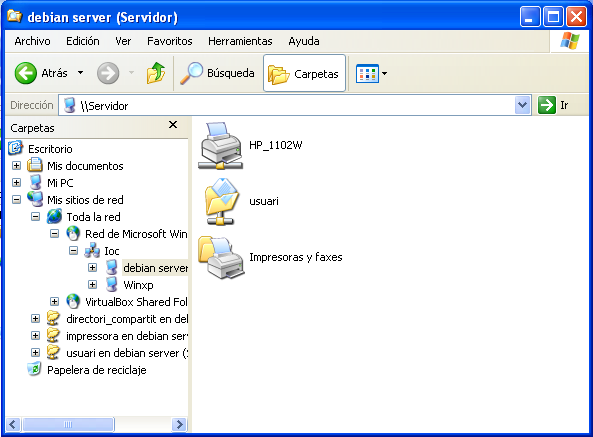 debian server (Servidor)
Archivo Edición Ver Favoritos Herramientas Ayuda
Atrás Búsqueda Carpetas
Dirección \\Servidor Ir
Carpetas
Escritorio
Mis documentos
Mi PC
Mis sitios de red
Toda la red
Red de Microsoft Win
Ioc
debian server
Winxp
VirtualBox Shared Fol
directori_compartit en deb
impressora en debian serv
usuari en debian server (S
Papelera de reciclaje
HP_1102W
usuari
Impresoras y faxes